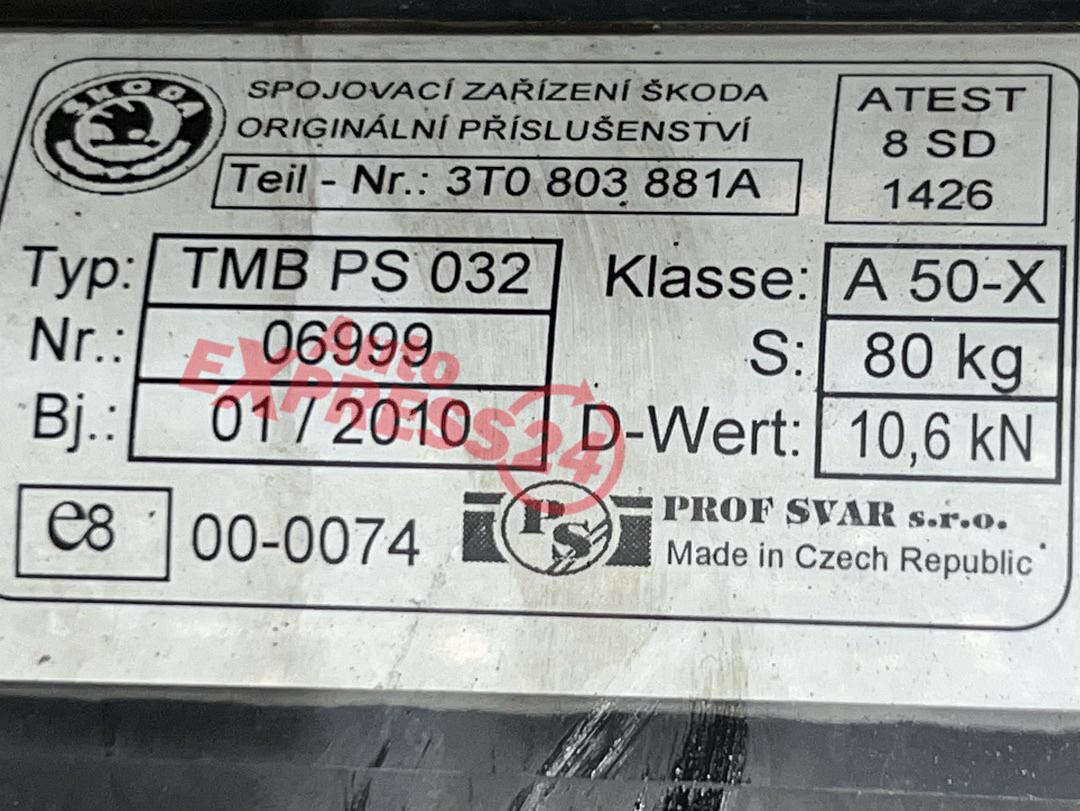 ŠKODA
SPOJOVACÍ ZAŘÍZENÍ ŠKODA
ORIGINÁLNÍ PŘÍSLUŠENSTVÍ
Teil - Nr.: 3T0 803 881A
ATEST
8 SD
1426
Typ: TMB PS 032
Nr.: 06999
Bj.: 01 / 2010
Klasse: A 50-X
S: 80 kg
D-Wert: 10,6 kN
Auto
EXPRESS24
e8 00-0074
PS
PROF SVAR s.r.o.
Made in Czech Republic